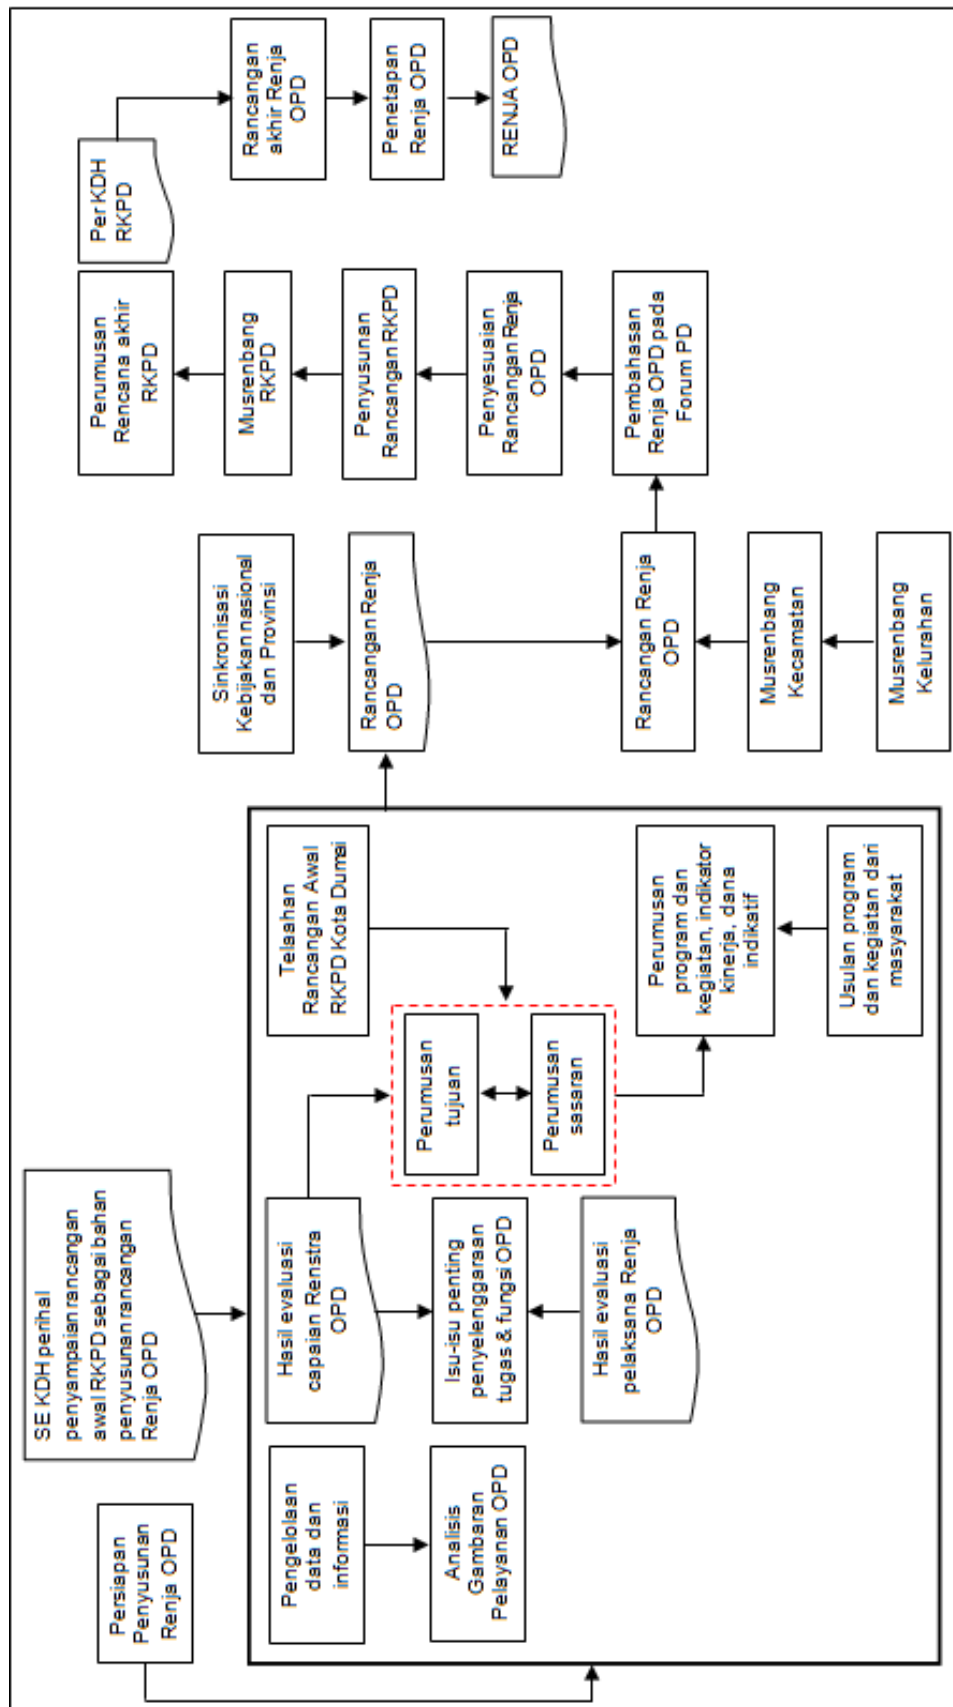 Persiapan
Penyusunan
Renja OPD
SE KDH perihal
penyampaian rancangan
awal RKPD sebagai bahan
penyusunan rancangan
Renja OPD
Pengelolaan
data dan
informasi
Analisis
Gambaran
Pelayanan OPD
Hasil evaluasi
capaian Renstra
OPD
Isu-isu penting
penyelenggaraan
tugas & fungsi OPD
Hasil evaluasi
pelaksana Renja
OPD
Perumusan
tujuan
Perumusan
sasaran
Telaahan
Rancangan Awal
RKPD Kota Dumai
Perumusan
program dan
kegiatan, indikator
kinerja, dana
indikatif
Usulan program
dan kegiatan dari
masyarakat
Sinkronisasi
Kebijakan nasional
dan Provinsi
Rancangan Renja
OPD
Rancangan Renja
OPD
Musrenbang
Kecamatan
Musrenbang
Kelurahan
Perumusan
Rencana akhir
RKPD
Musrenbang
RKPD
Penyusunan
Rancangan RKPD
Penyesuaian
Rancangan Renja
OPD
Pembahasan
Renja OPD pada
Forum PD
Per KDH
RKPD
Rancangan
akhir Renja
OPD
Penetapan
Renja OPD
RENJA OPD